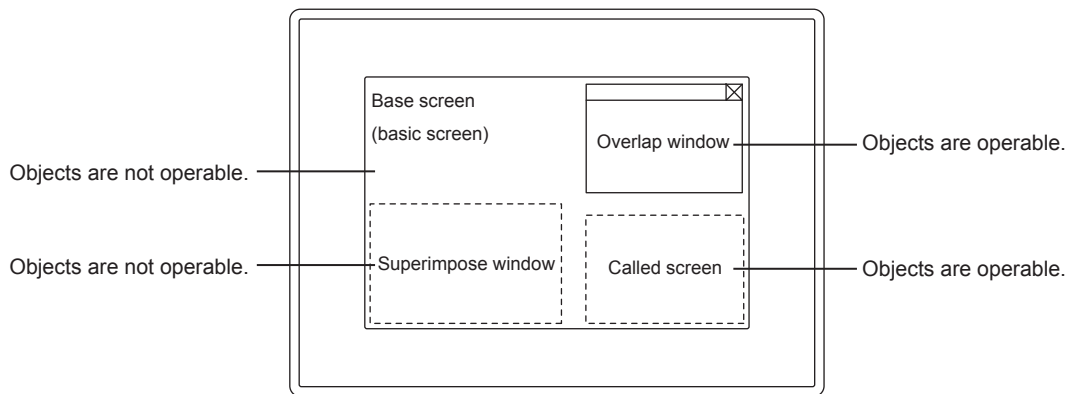 Base screen
(basic screen)
Overlap window
Objects are operable.
Objects are not operable.
Objects are not operable.
Superimpose window
Called screen
Objects are operable.